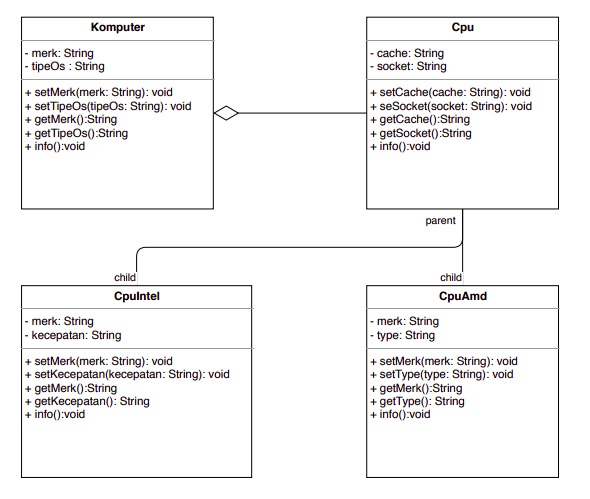 Komputer
- merk: String
- tipeOs : String
+ setMerk(merk: String): void
+ setTipeOs(tipeOs: String): void
+ getMerk():String
+ getTipeOs():String
+ info():void
Cpu
- cache: String
- socket: String
+ setCache(cache: String): void
+ seSocket(socket: String): void
+ getCache():String
+ getSocket():String
+ info():void
parent
child
child
CpuIntel
- merk: String
- kecepatan: String
+ setMerk(merk: String): void
+ setKecepatan(kecepatan: String): void
+ getMerk():String
+ getKecepatan(): String
+ info():void
CpuAmd
- merk: String
- type: String
+ setMerk(merk: String): void
+ setType(type: String): void
+ getMerk():String
+ getType(): String
+ info():void